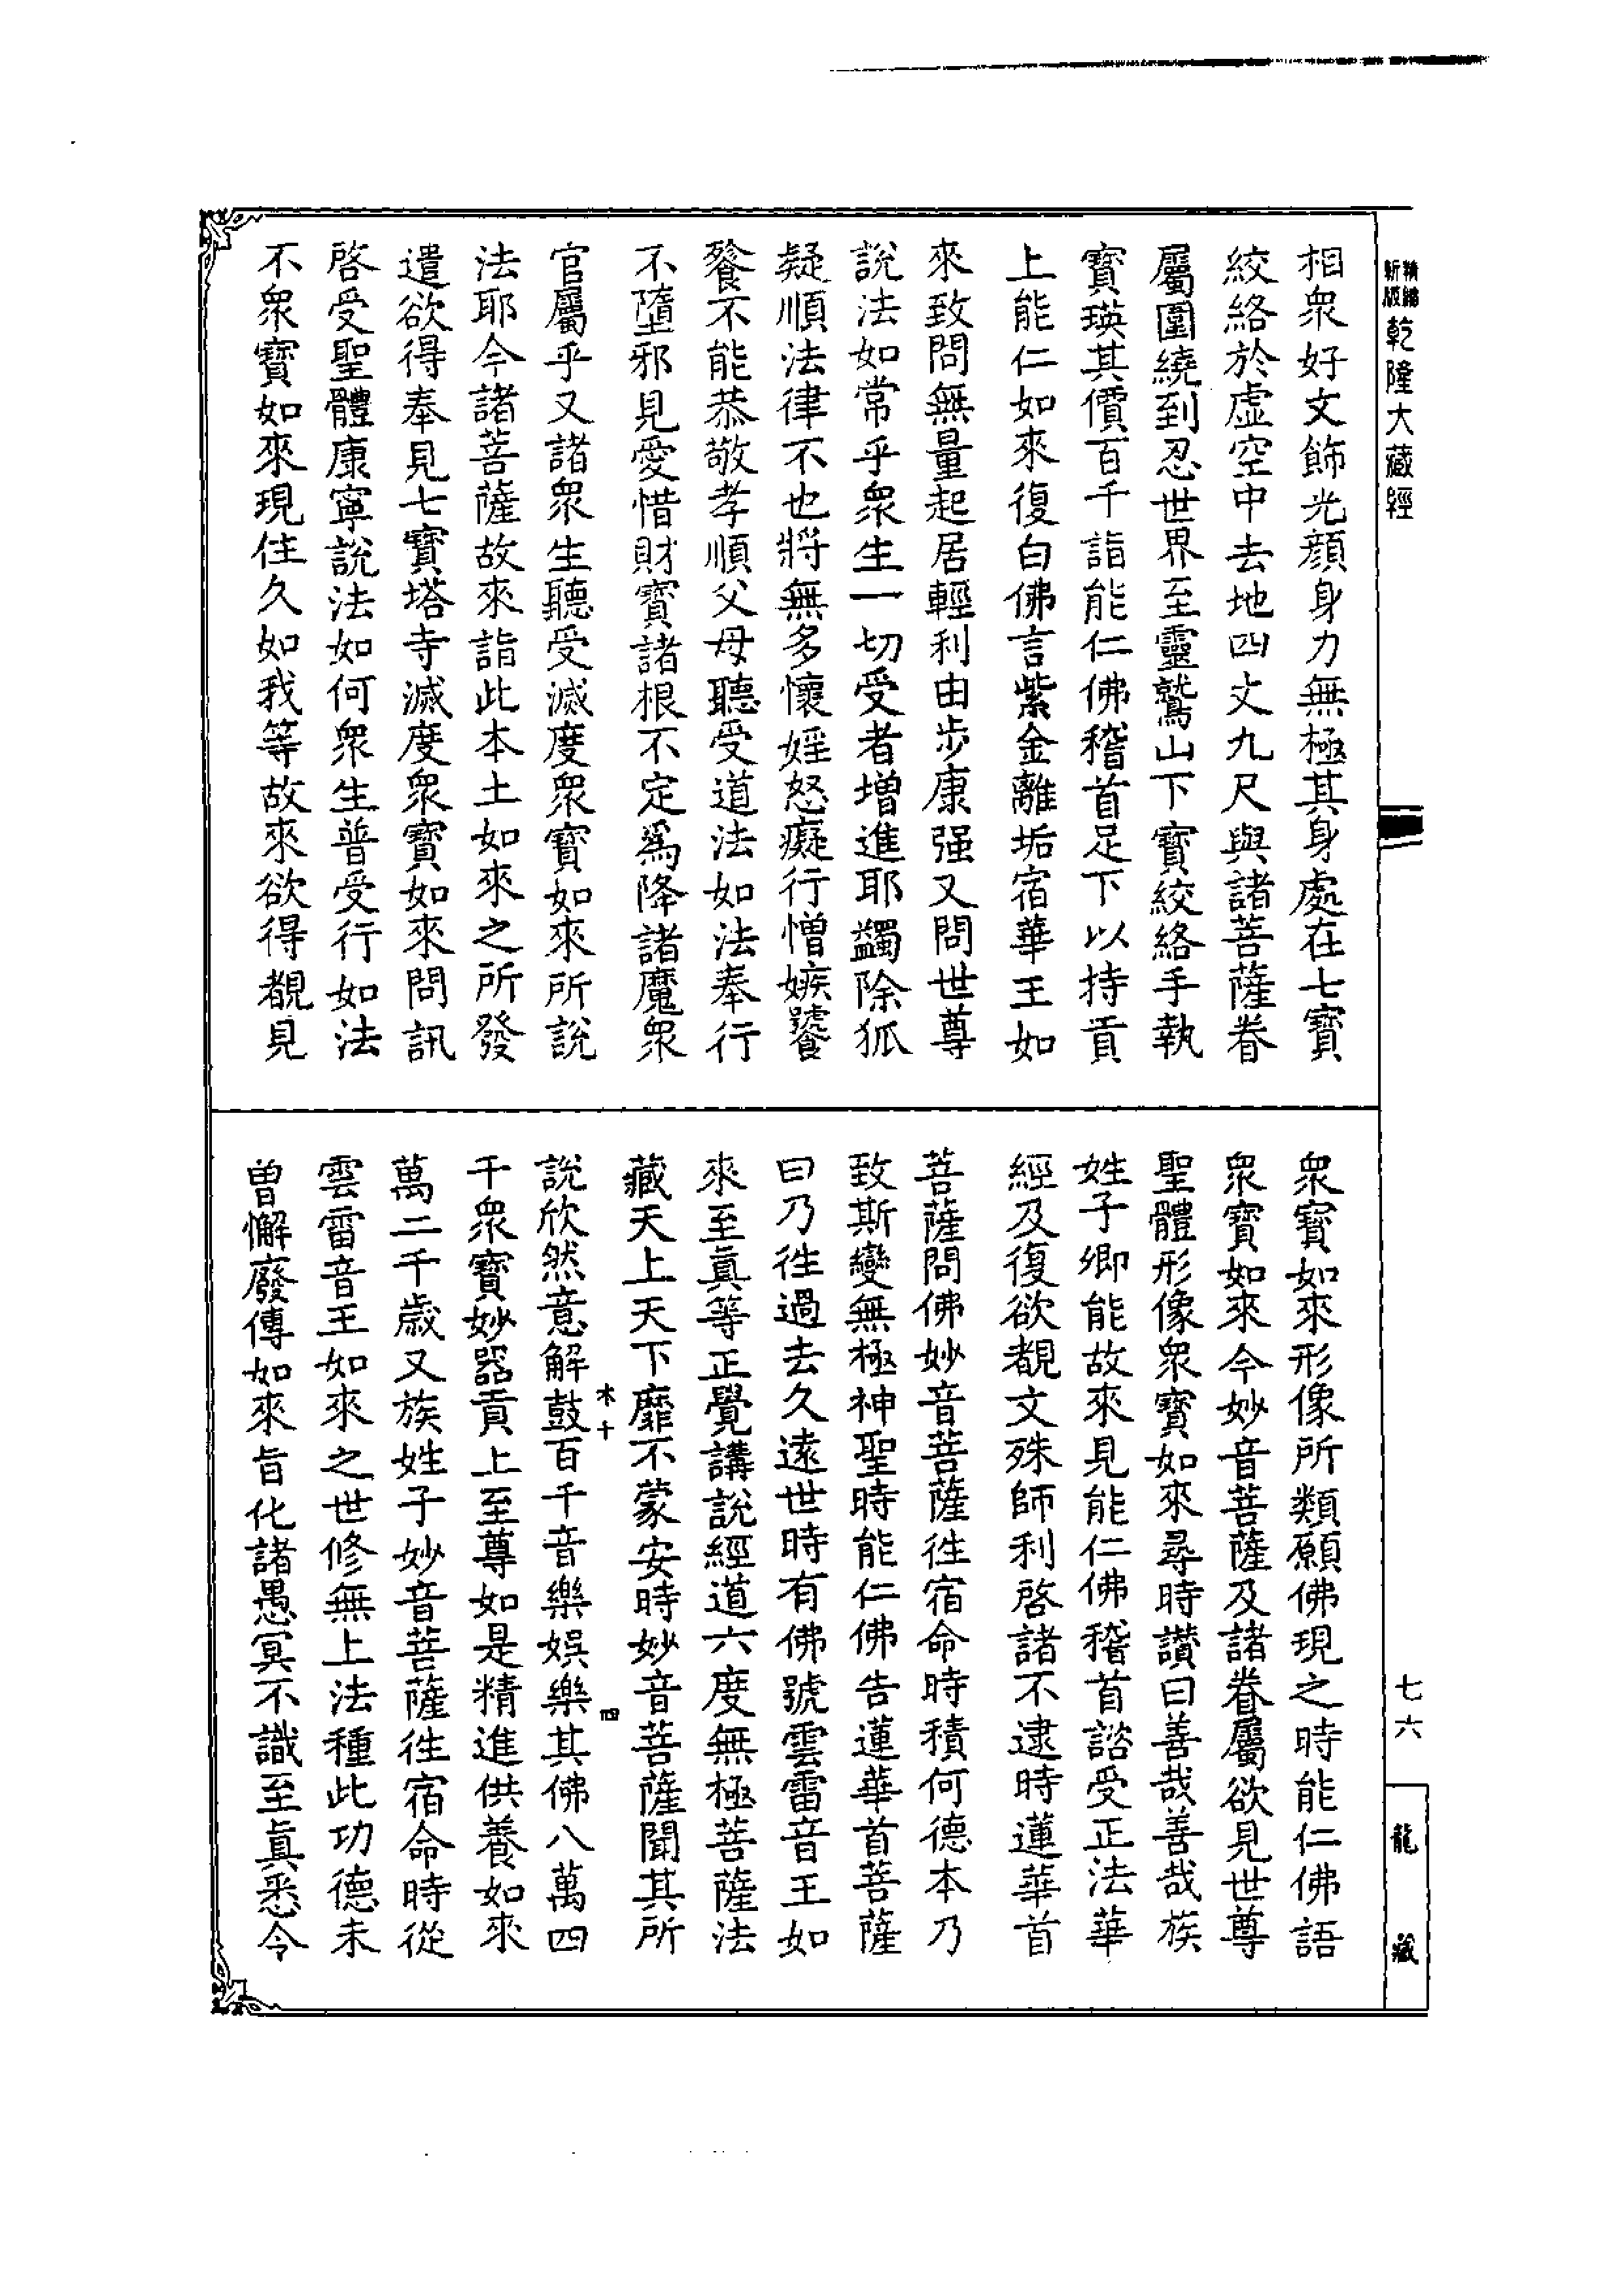 精繡新版乾隆大藏經
相衆好文飾光顏身力無極其身處在七寶
絞絡於虛空中去地四丈九尺與諸菩薩眷
屬圍繞到忍世界至靈鷲山下寶絞絡手執
寶瑛其價百千詣能仁佛稽首足下以持貢
上能仁如來復白佛言紫金離垢宿華王如
來致問無量起居輕利由步康强又問世尊
說法如常乎衆生一切受者增進耶蠲除狐
疑順法律不也將無多懷婬怒癡行憎嫉饕
餮不能恭敬孝順父母聽受道法如法奉行
不墮邪見愛惜財寶諸根不定爲降諸魔衆
官屬乎又諸衆生聽受滅度衆寶如來所說
法耶今諸菩薩故來詣此本土如來之所發
遣欲得奉見七寶塔寺滅度衆寶如來問訊
啓受聖體康寧說法如何衆生普受行如法
不衆寶如來現住久如我等故來欲得覩見
衆寶如來形像所類願佛現之時能仁佛語
衆寶如來今妙音菩薩及諸眷屬欲見世尊
聖體形像衆寶如來尋時讚曰善哉善哉族
姓子卿能故來見能仁佛稽首諮受正法華
經及復欲覩文殊師利啓諸不逮時蓮華首
菩薩問佛妙音菩薩徃宿命時積何德本乃
致斯變無極神聖時能仁佛告蓮華首菩薩
曰乃徃過去久遠世時有佛號雲雷音王如
來至眞等正覺講說經道六度無極菩薩法
藏天上天下靡不蒙安時妙音菩薩聞其所
說欣然意解鼓百千音樂娛樂其佛八萬四
木十
四
千衆寶妙器貢上至尊如是精進供養如來
萬二千歲又族姓子妙音菩薩徃宿命時從
雲雷音王如來之世修無上法種此功德未
曽懈廢傳如來旨化諸愚冥不識至眞悉令
七六
龍藏